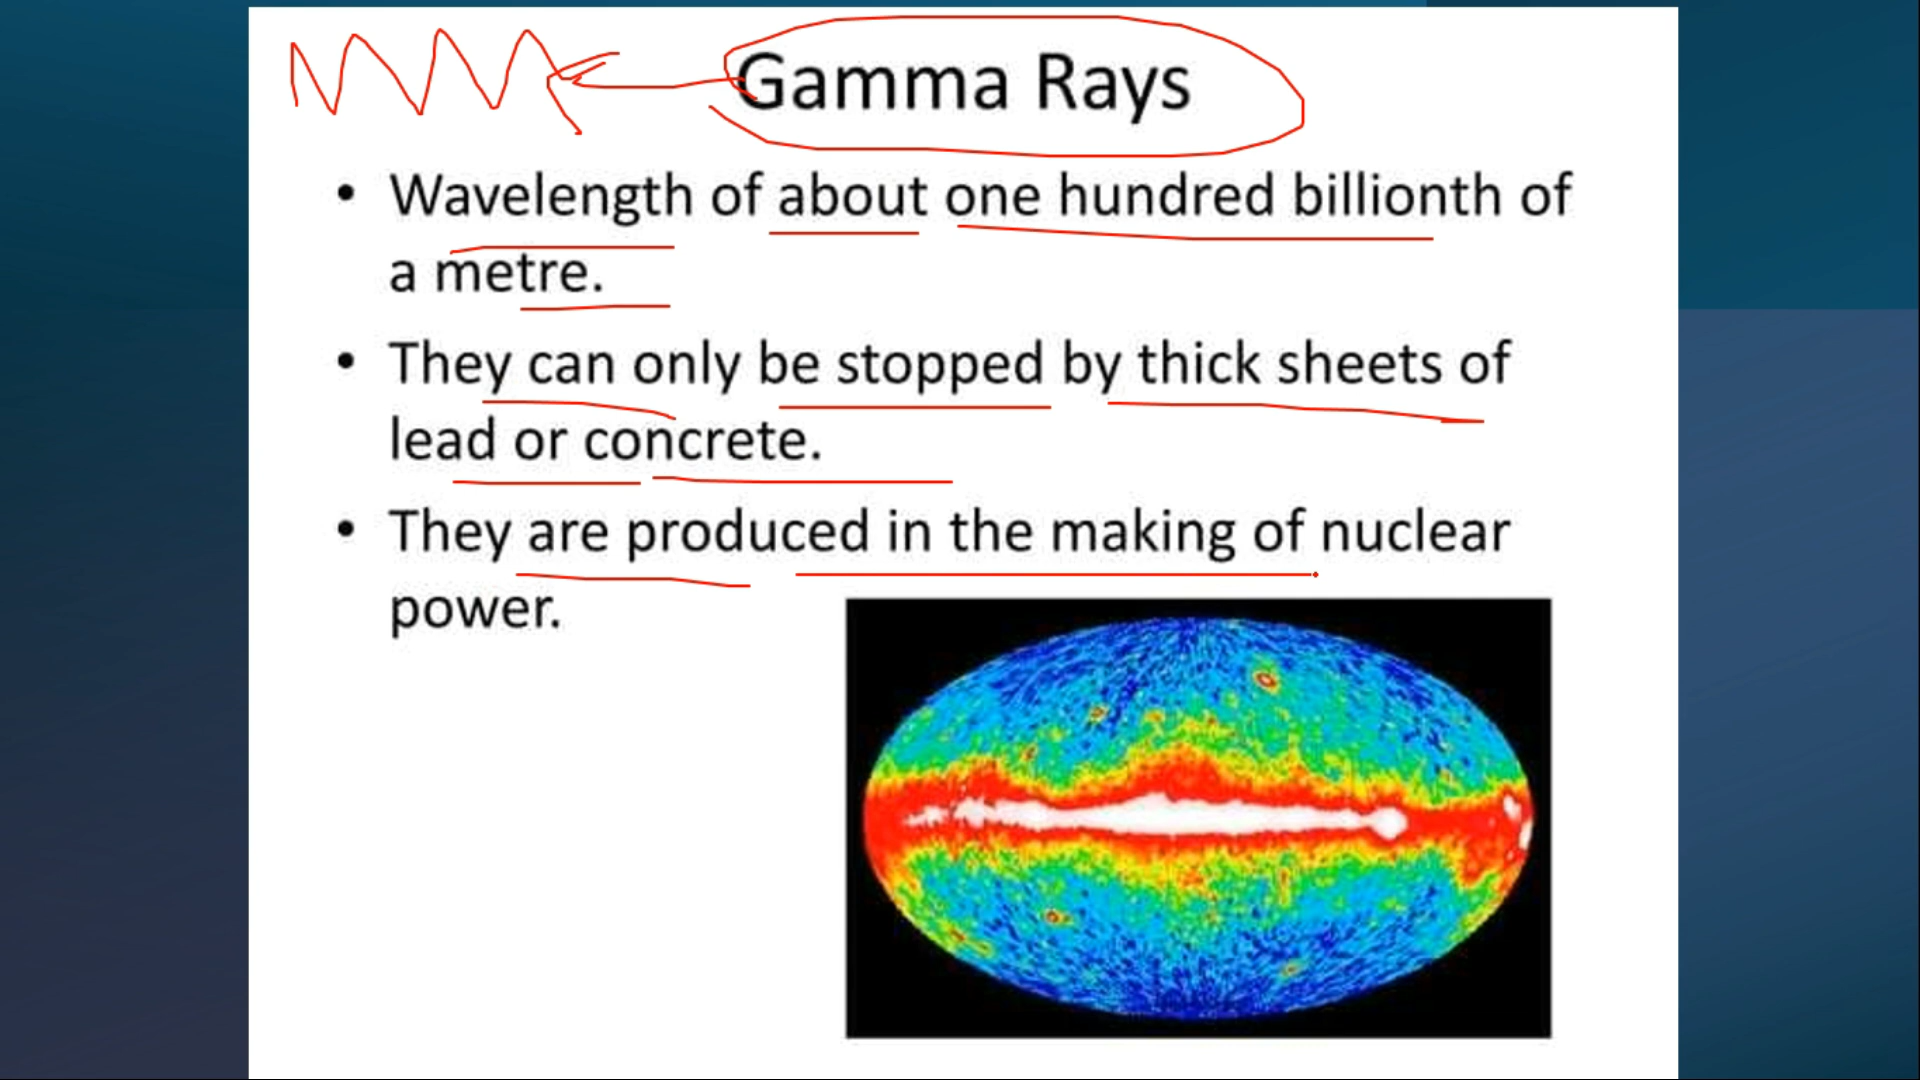 Gamma Rays
• Wavelength of about one hundred billionth of
a metre.
• They can only be stopped by thick sheets of
lead or concrete.
• They are produced in the making of nuclear
power.